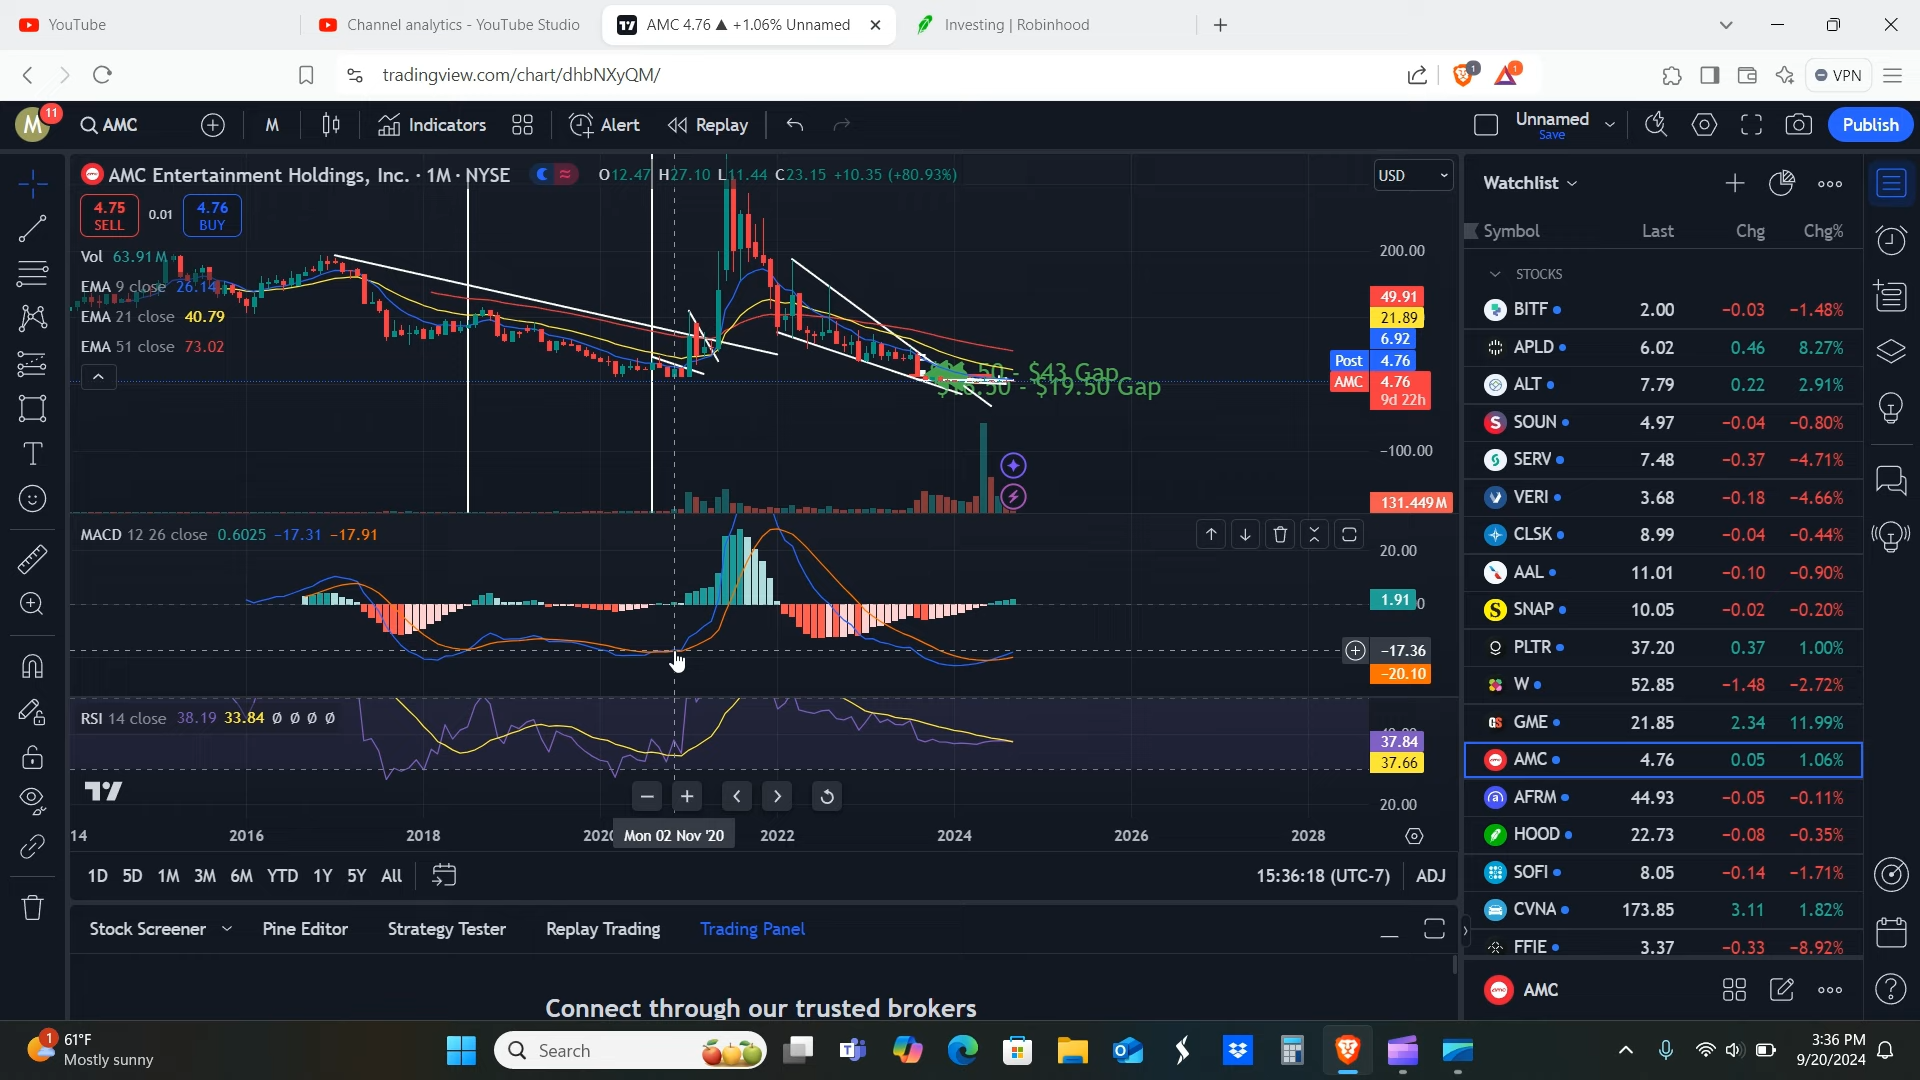 YouTube
Channel analytics - YouTube Studio
AMC 4.76 ▲ +1.06% Unnamed
Investing | Robinhood
tradingview.com/chart/dhbNXyQM/
1
1
VPN
M
11
AMC
M
Indicators
Alert
Replay
Unnamed
Save
Publish
AMC Entertainment Holdings, Inc. · 1M · NYSE
O12.47 H27.10 L11.44 C23.15 +10.35 (+80.93%)
USD
4.75
SELL
0.01
4.76
BUY
Vol 63.91M
EMA 9 close 26.14
EMA 21 close 40.79
EMA 51 close 73.02
200.00
49.91
21.89
6.92
Post 4.76
AMC 4.76
9d 22h
-100.00
131.449M
50 - $43 Gap
50 - $19.50 Gap
MACD 12 26 close 0.6025 -17.31 -17.91
20.00
1.91
0
-17.36
-20.10
RSI 14 close 38.19 33.84 Ø Ø Ø Ø
37.84
37.66
20.00
14
2016
2018
2020
Mon 02 Nov '20
2022
2024
2026
2028
1D 5D 1M 3M 6M YTD 1Y 5Y All
15:36:18 (UTC-7)
ADJ
Stock Screener
Pine Editor
Strategy Tester
Replay Trading
Trading Panel
Connect through our trusted brokers
Watchlist
Symbol Last Chg Chg%
STOCKS
BITF 2.00 -0.03 -1.48%
APLD 6.02 0.46 8.27%
ALT 7.79 0.22 2.91%
SOUN 4.97 -0.04 -0.80%
SERV 7.48 -0.37 -4.71%
VERI 3.68 -0.18 -4.66%
CLSK 8.99 -0.04 -0.44%
AAL 11.01 -0.10 -0.90%
SNAP 10.05 -0.02 -0.20%
PLTR 37.20 0.37 1.00%
W 52.85 -1.48 -2.72%
GME 21.85 2.34 11.99%
AMC 4.76 0.05 1.06%
AFRM 44.93 -0.05 -0.11%
HOOD 22.73 -0.08 -0.35%
SOFI 8.05 -0.14 -1.71%
CVNA 173.85 3.11 1.82%
FFIE 3.37 -0.33 -8.92%
AMC
1
61°F
Mostly sunny
Search
3:36 PM
9/20/2024